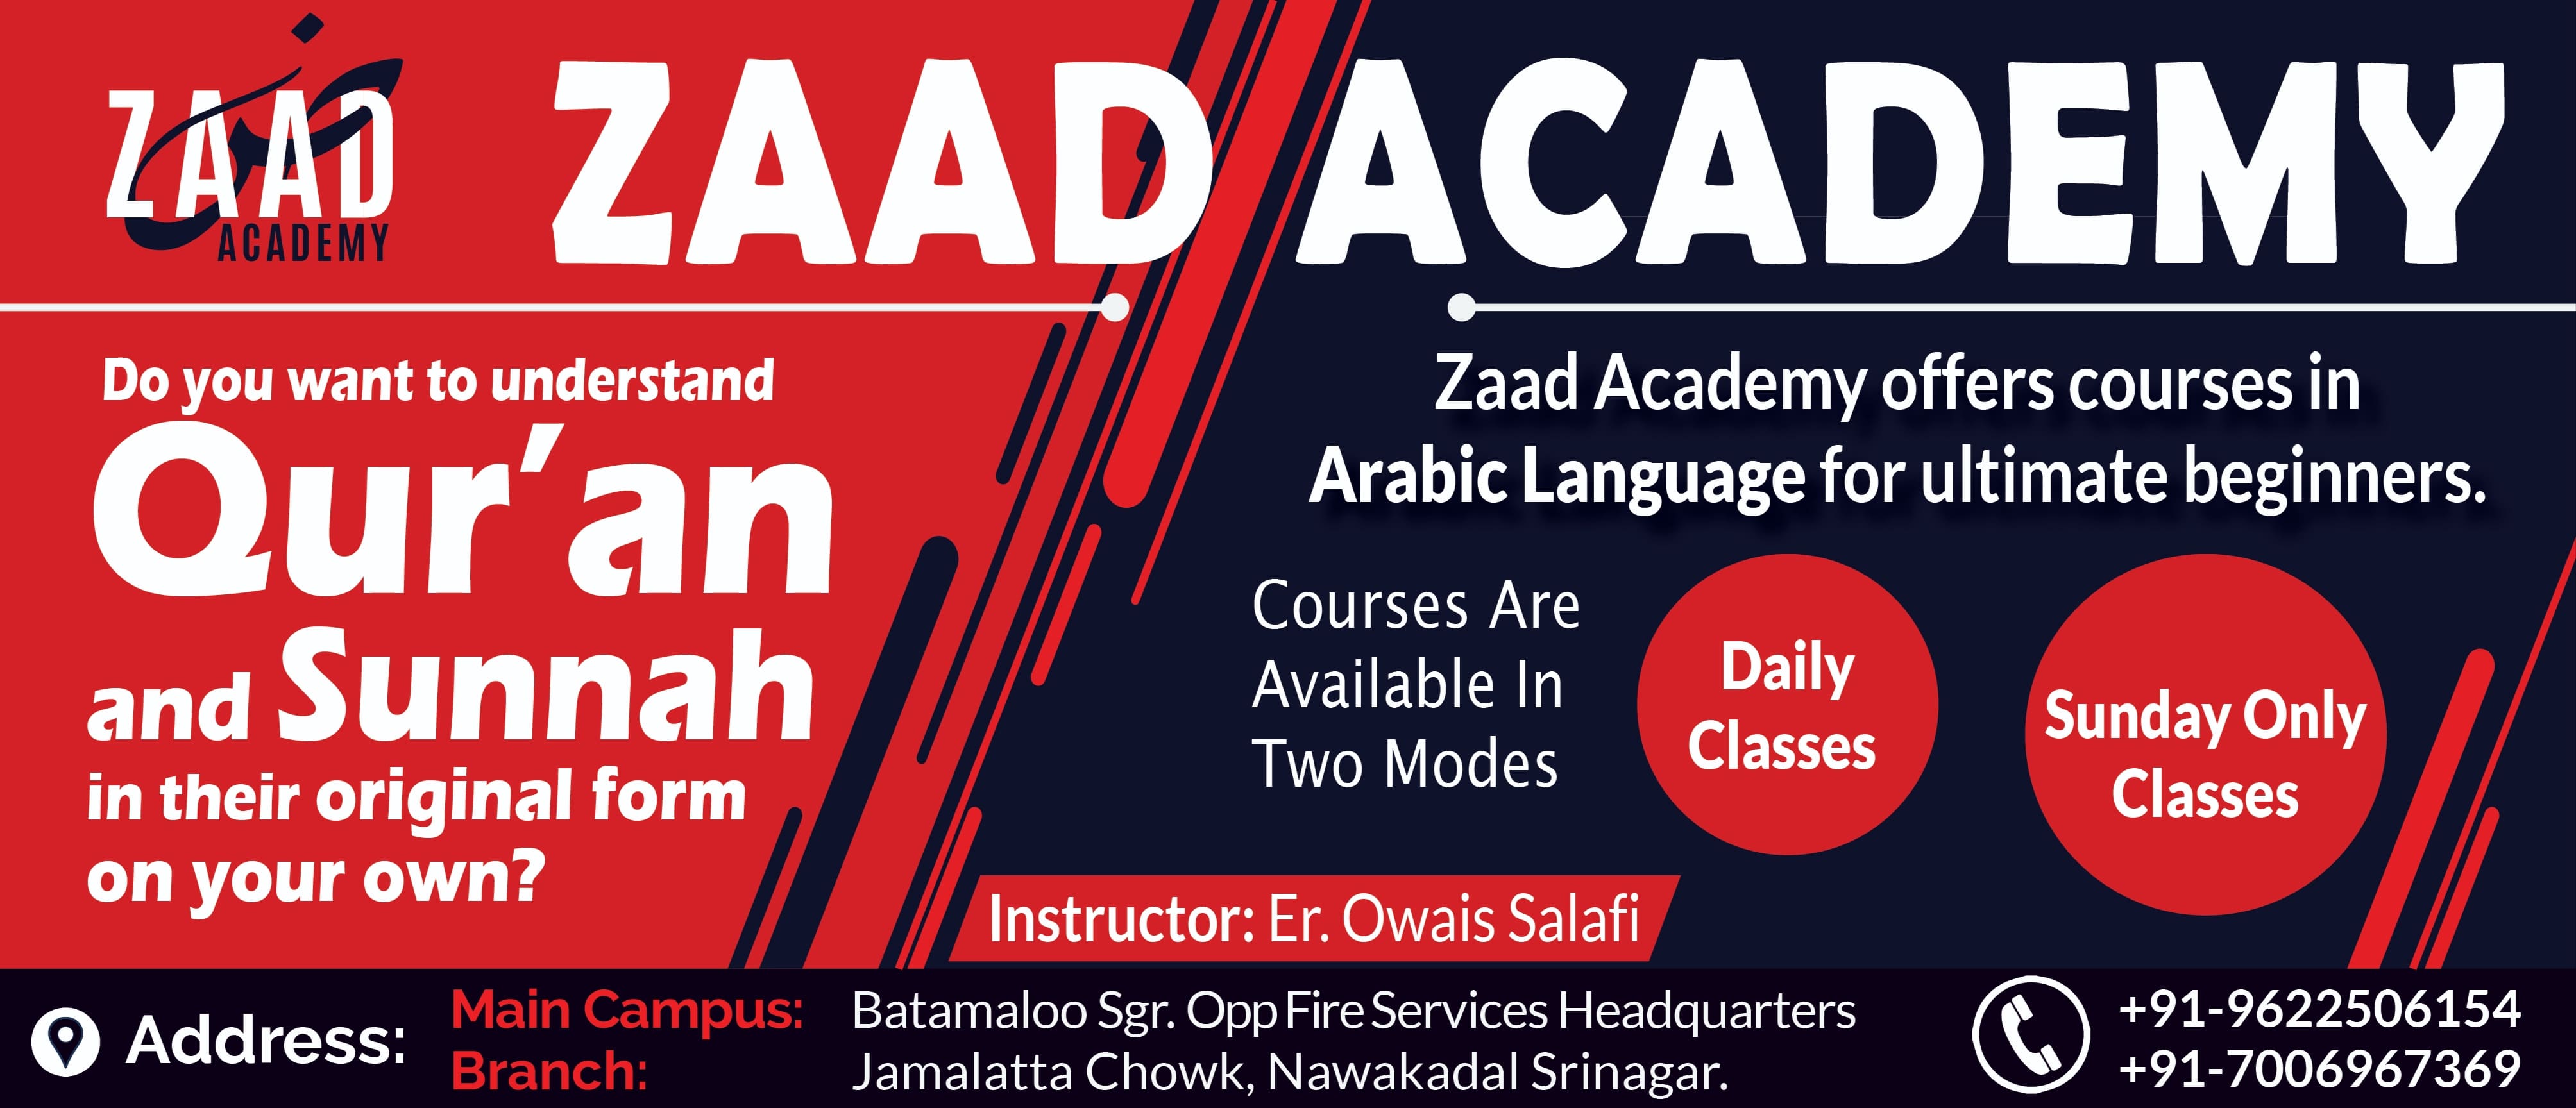 ض
ZAAD
ACADEMY
ZAAD ACADEMY
Do you want to understand
Qur’an
and Sunnah
in their original form
on your own?
Zaad Academy offers courses in
Arabic Language for ultimate beginners.
Courses Are
Available In
Two Modes
Daily
Classes
Sunday Only
Classes
Instructor: Er. Owais Salafi
Address:
Main Campus: Batamaloo Sgr. Opp Fire Services Headquarters
Branch: Jamalatta Chowk, Nawakadal Srinagar.
+91-9622506154
+91-7006967369